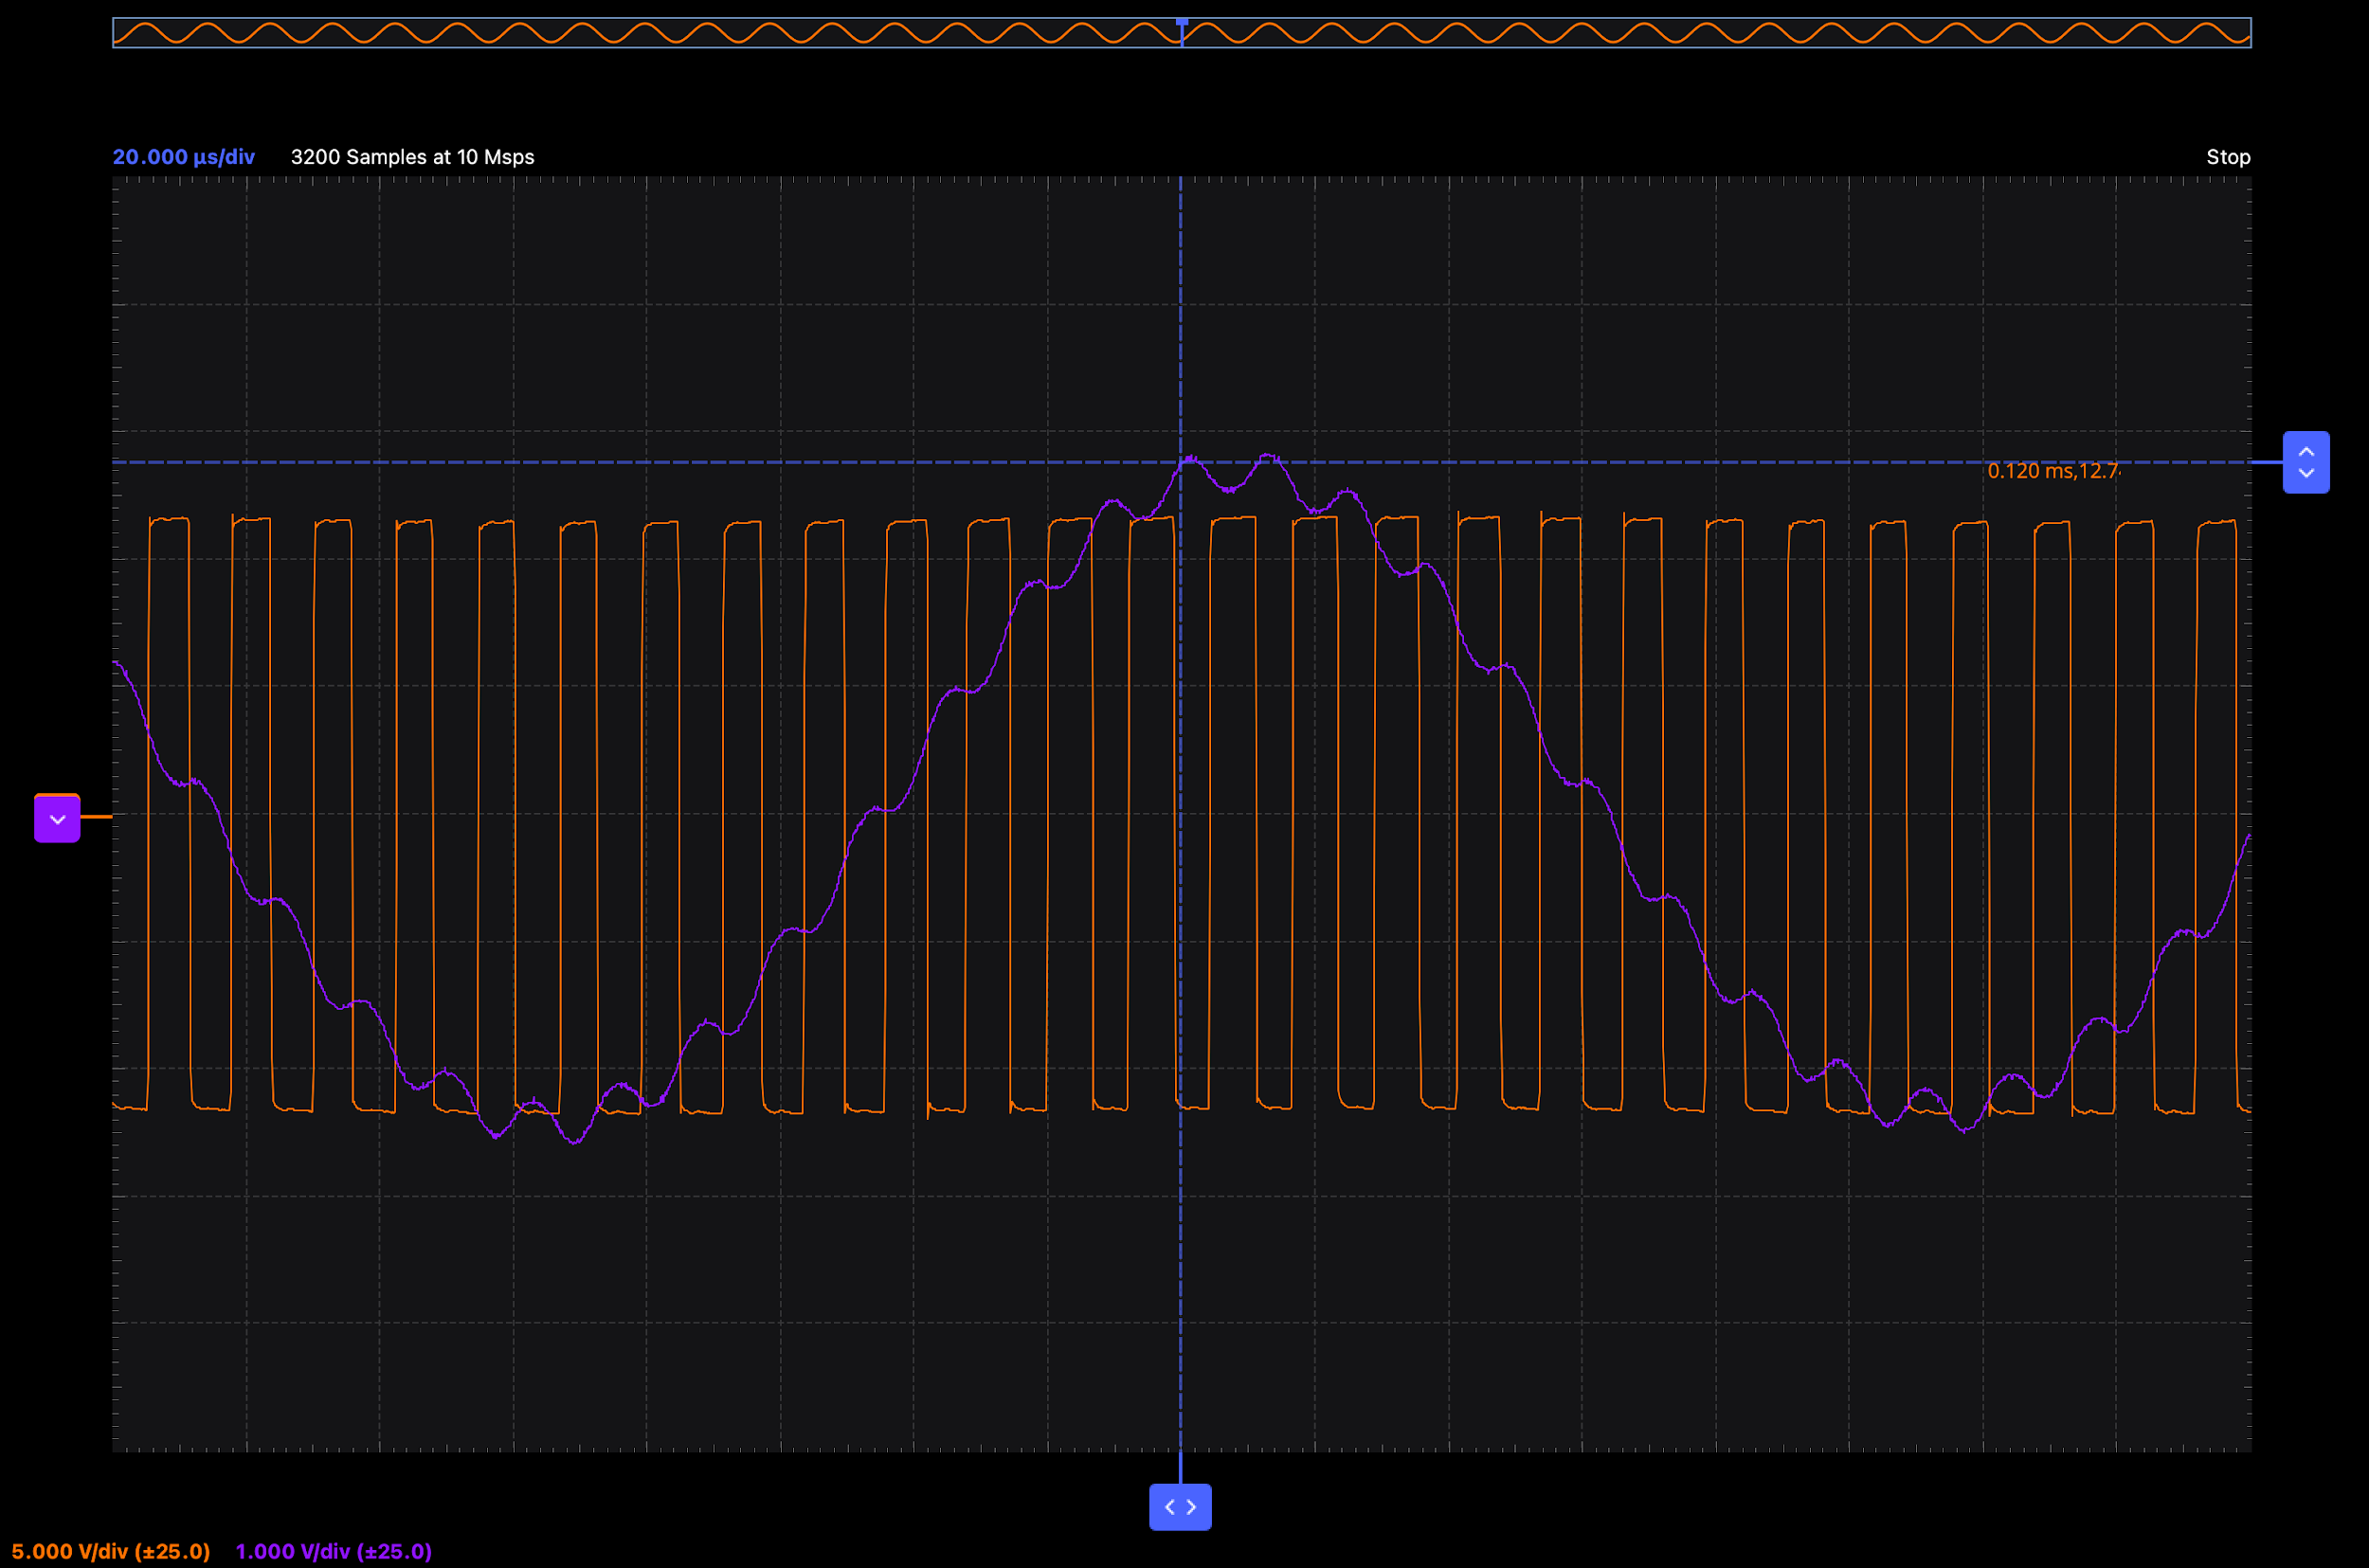 20.000 µs/div 3200 Samples at 10 Msps Stop
0.120 ms,12.7
5.000 V/div (±25.0) 1.000 V/div (±25.0)